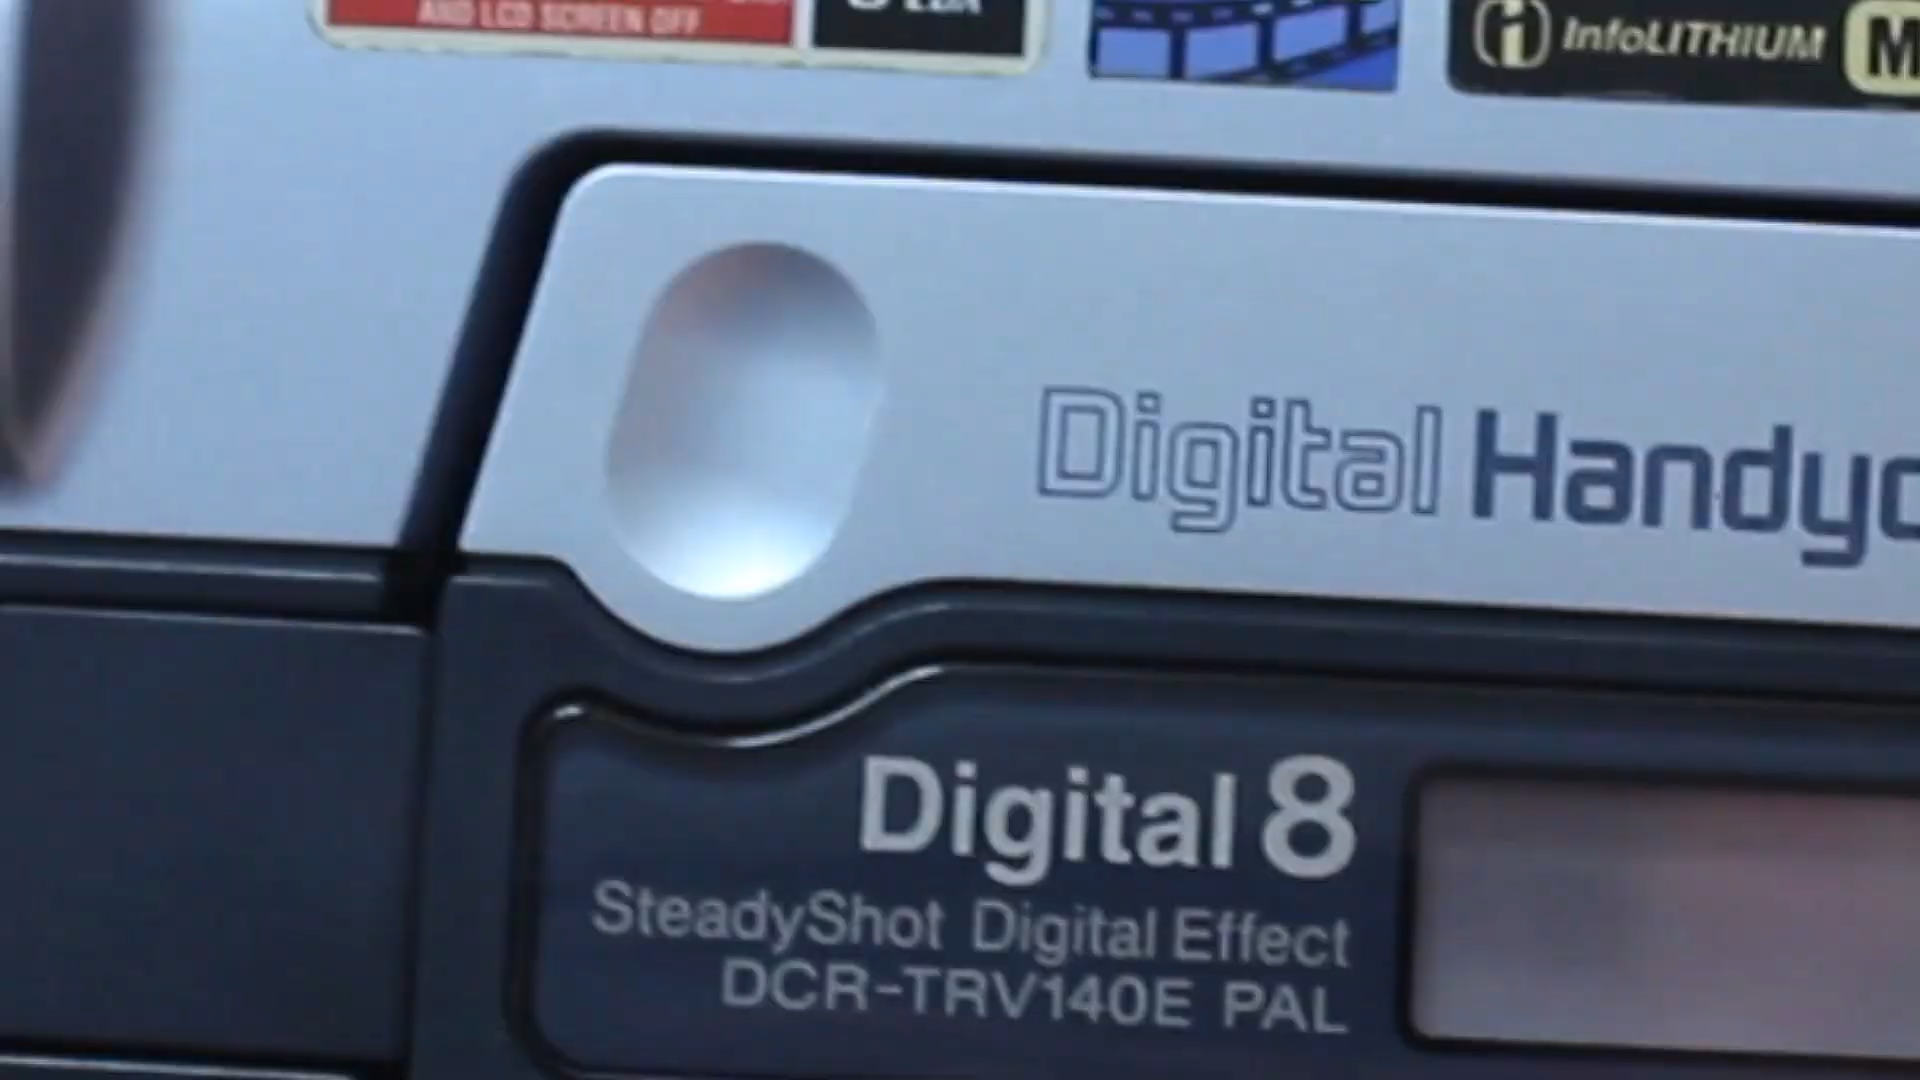 AND LCD SCREEN OFF
InfoLITHIUM M
Digital Handyc
Digital 8
SteadyShot Digital Effect
DCR-TRV140E PAL